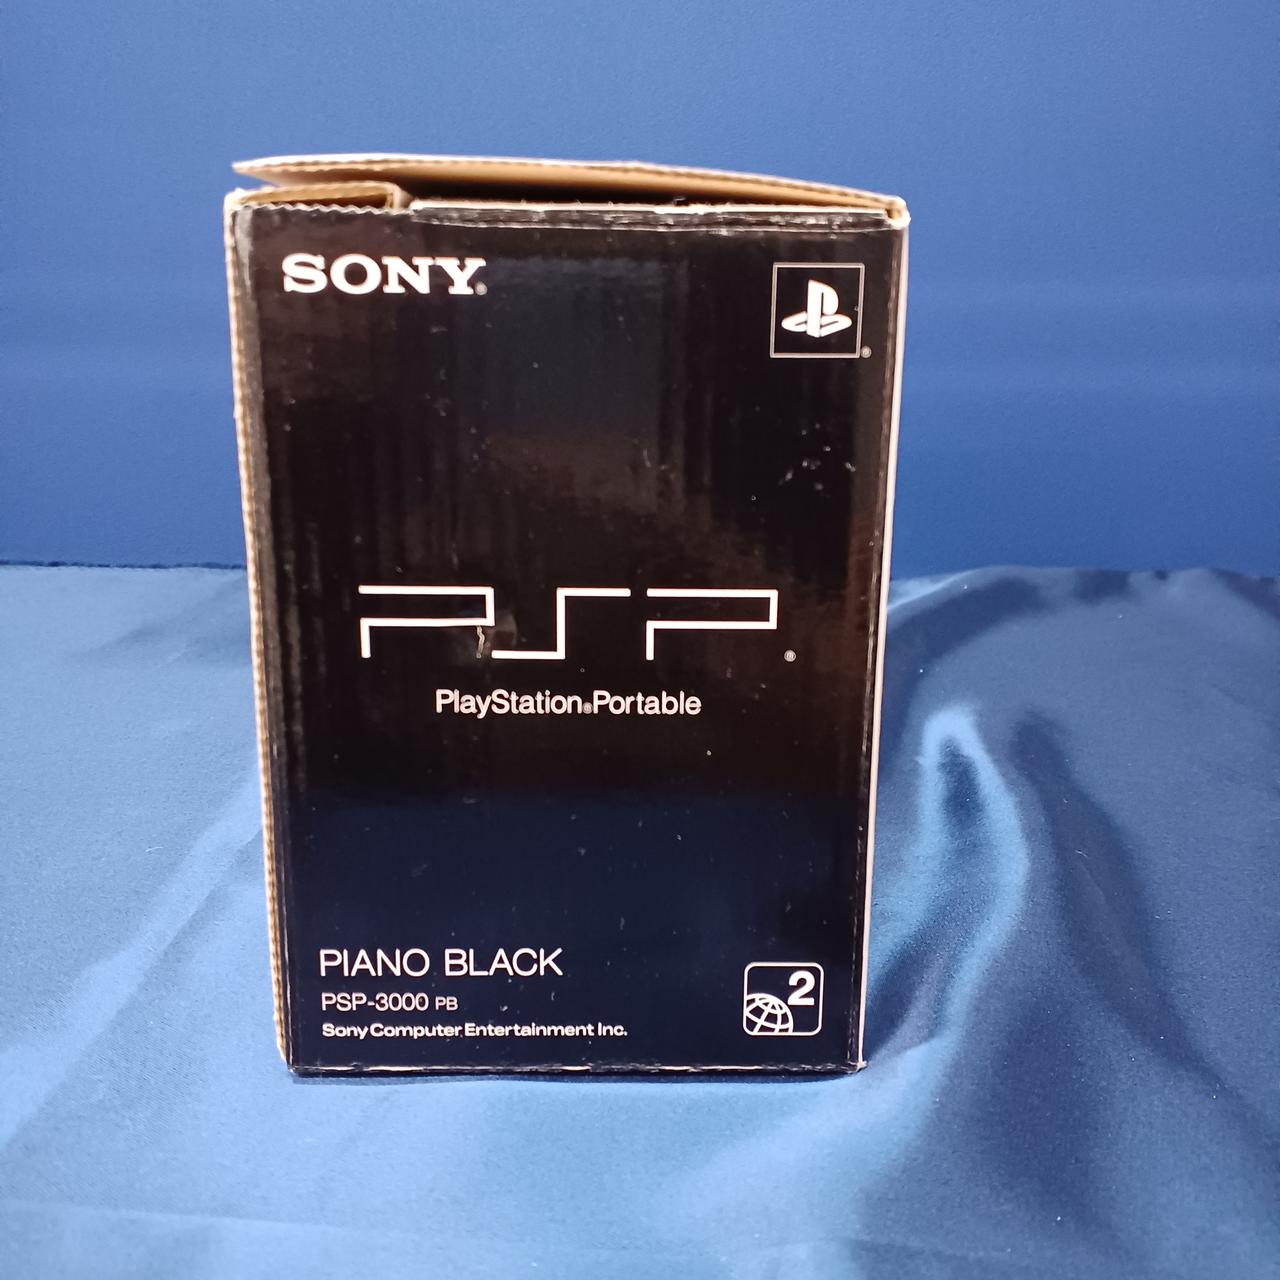 SONY®
®
PSP®
PlayStation®Portable
PIANO BLACK
PSP-3000 PB
Sony Computer Entertainment Inc.
2